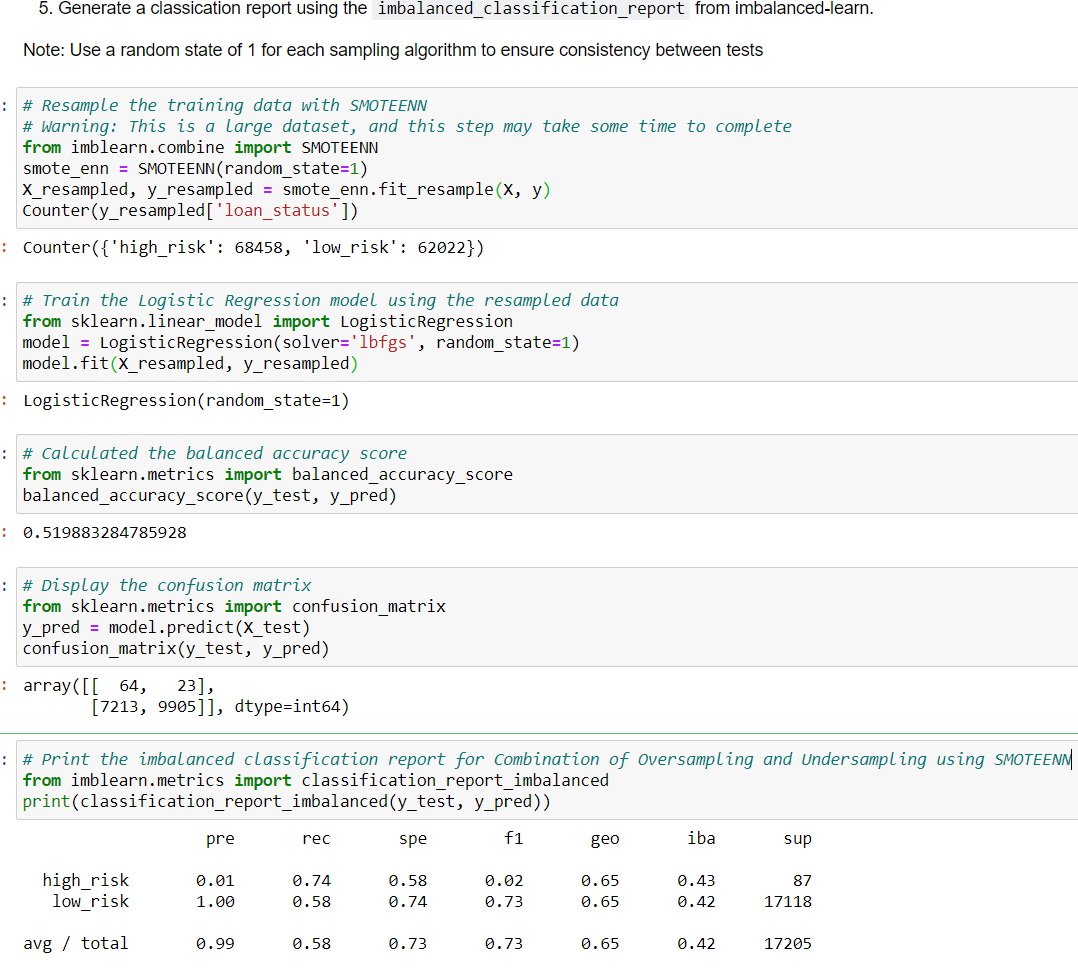 5. Generate a classication report using the imbalanced_classification_report from imbalanced-learn.
Note: Use a random state of 1 for each sampling algorithm to ensure consistency between tests
: # Resample the training data with SMOTEENN
# Warning: This is a large dataset, and this step may take some time to complete
from imblearn.combine import SMOTEENN
smote_enn = SMOTEENN(random_state=1)
X_resampled, y_resampled = smote_enn.fit_resample(X, y)
Counter(y_resampled['loan_status'])
: Counter({'high_risk': 68458, 'low_risk': 62022})
: # Train the Logistic Regression model using the resampled data
from sklearn.linear_model import LogisticRegression
model = LogisticRegression(solver='lbfgs', random_state=1)
model.fit(X_resampled, y_resampled)
: LogisticRegression(random_state=1)
: # Calculated the balanced accuracy score
from sklearn.metrics import balanced_accuracy_score
balanced_accuracy_score(y_test, y_pred)
: 0.519883284785928
: # Display the confusion matrix
from sklearn.metrics import confusion_matrix
y_pred = model.predict(X_test)
confusion_matrix(y_test, y_pred)
: array([[  64,   23],
       [7213, 9905]], dtype=int64)
: # Print the imbalanced classification report for Combination of Oversampling and Undersampling using SMOTEENN
from imblearn.metrics import classification_report_imbalanced
print(classification_report_imbalanced(y_test, y_pred))
pre rec spe f1 geo iba sup
high_risk 0.01 0.74 0.58 0.02 0.65 0.43 87
low_risk 1.00 0.58 0.74 0.73 0.65 0.42 17118
avg / total 0.99 0.58 0.73 0.73 0.65 0.42 17205